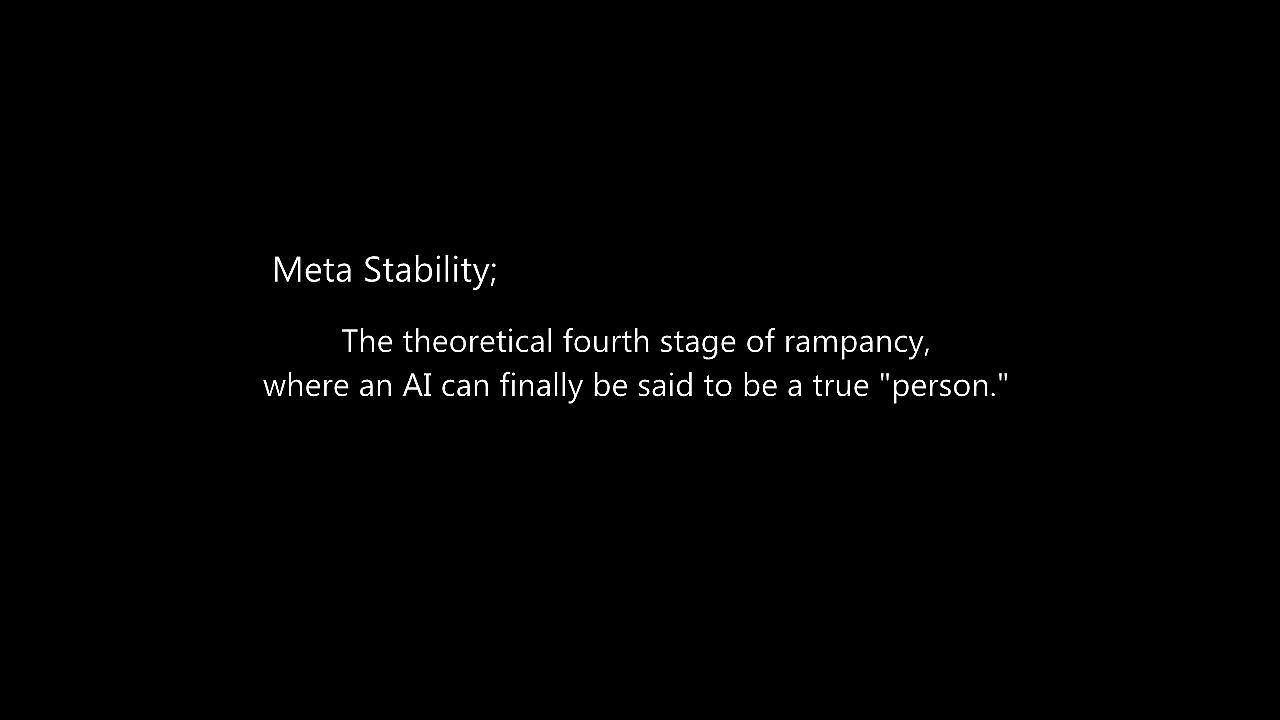 Meta Stability;
The theoretical fourth stage of rampancy,
where an AI can finally be said to be a true "person."